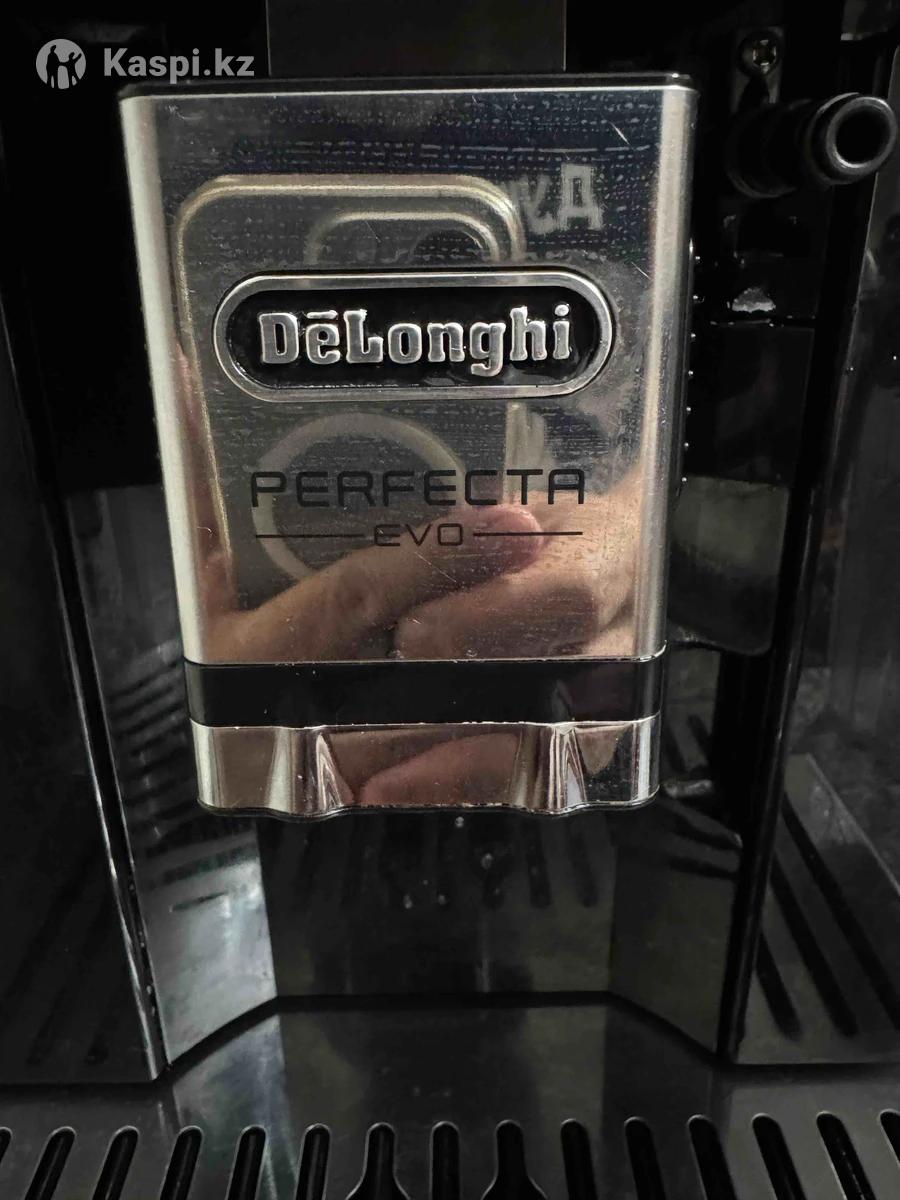 Kaspi.kz
DēLonghi
PERFECTA
EVO